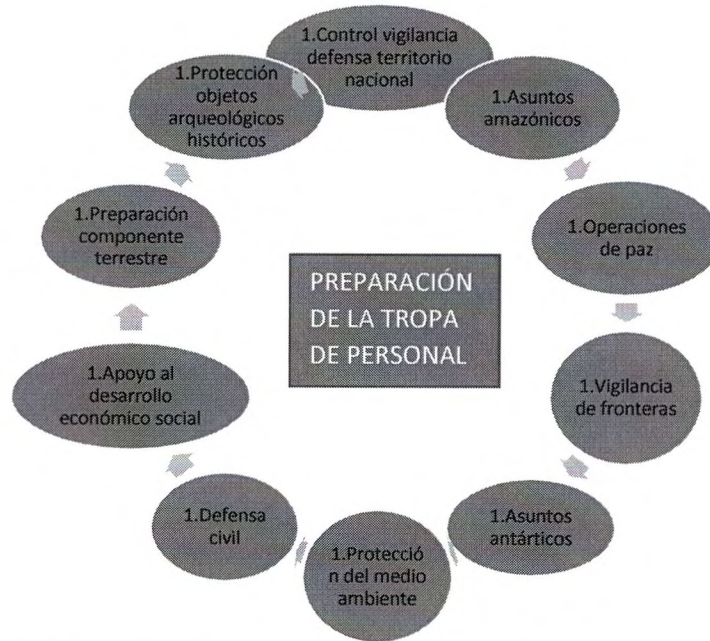 1.Control vigilancia
defensa territorio
nacional
1.Asuntos
amazónicos
1.Operaciones
de paz
1.Vigilancia
de fronteras
1.Asuntos
antárticos
1.Protecció
n del medio
ambiente
1.Defensa
civil
1.Apoyo al
desarrollo
económico social
1.Preparación
componente
terrestre
1.Protección
objetos
arqueológicos
históricos
PREPARACIÓN
DE LA TROPA
DE PERSONAL